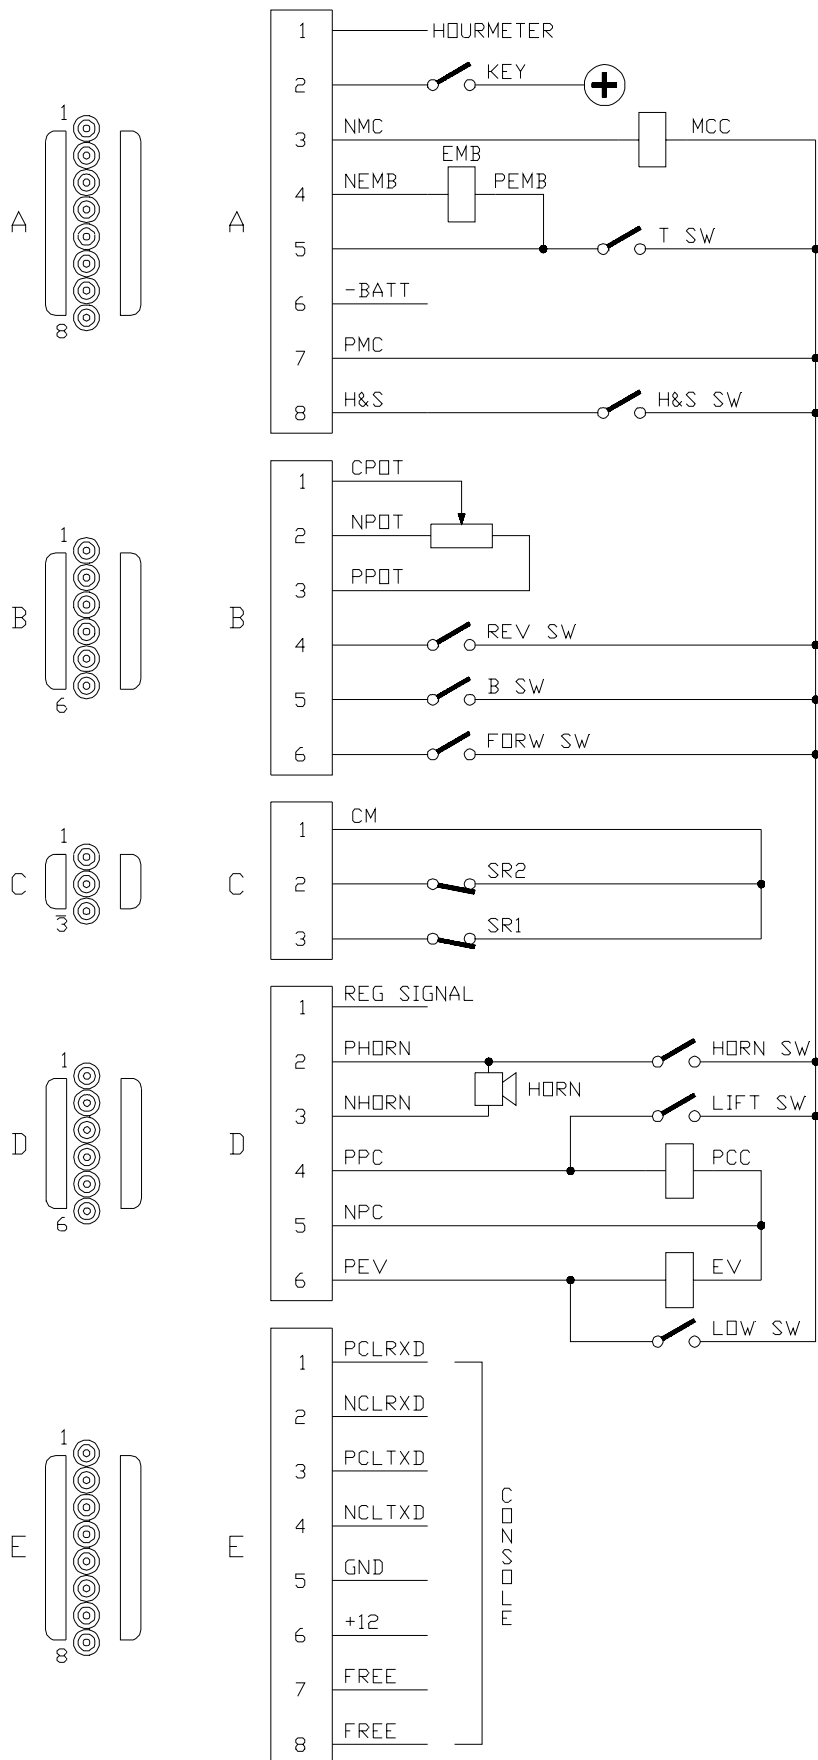 1 HOURMETER
2 KEY +
3 NMC MCC
EMB
4 NEMB PEMB
5 T SW
6 -BATT
7 PMC
8 H&S H&S SW
1
A
8
A
1 CPOT
2 NPOT
3 PPOT
4 REV SW
5 B SW
6 FORW SW
1
B
6
B
1 CM
2 SR2
3 SR1
1
C
3
C
1 REG SIGNAL
2 PHORN HORN SW
HORN
3 NHORN LIFT SW
4 PPC PCC
5 NPC
6 PEV EV
LOW SW
1
D
6
D
1 PCLRXD
2 NCLRXD
3 PCLTXD
4 NCLTXD
5 GND
6 +12
7 FREE
8 FREE
CONSOLE
1
E
8
E